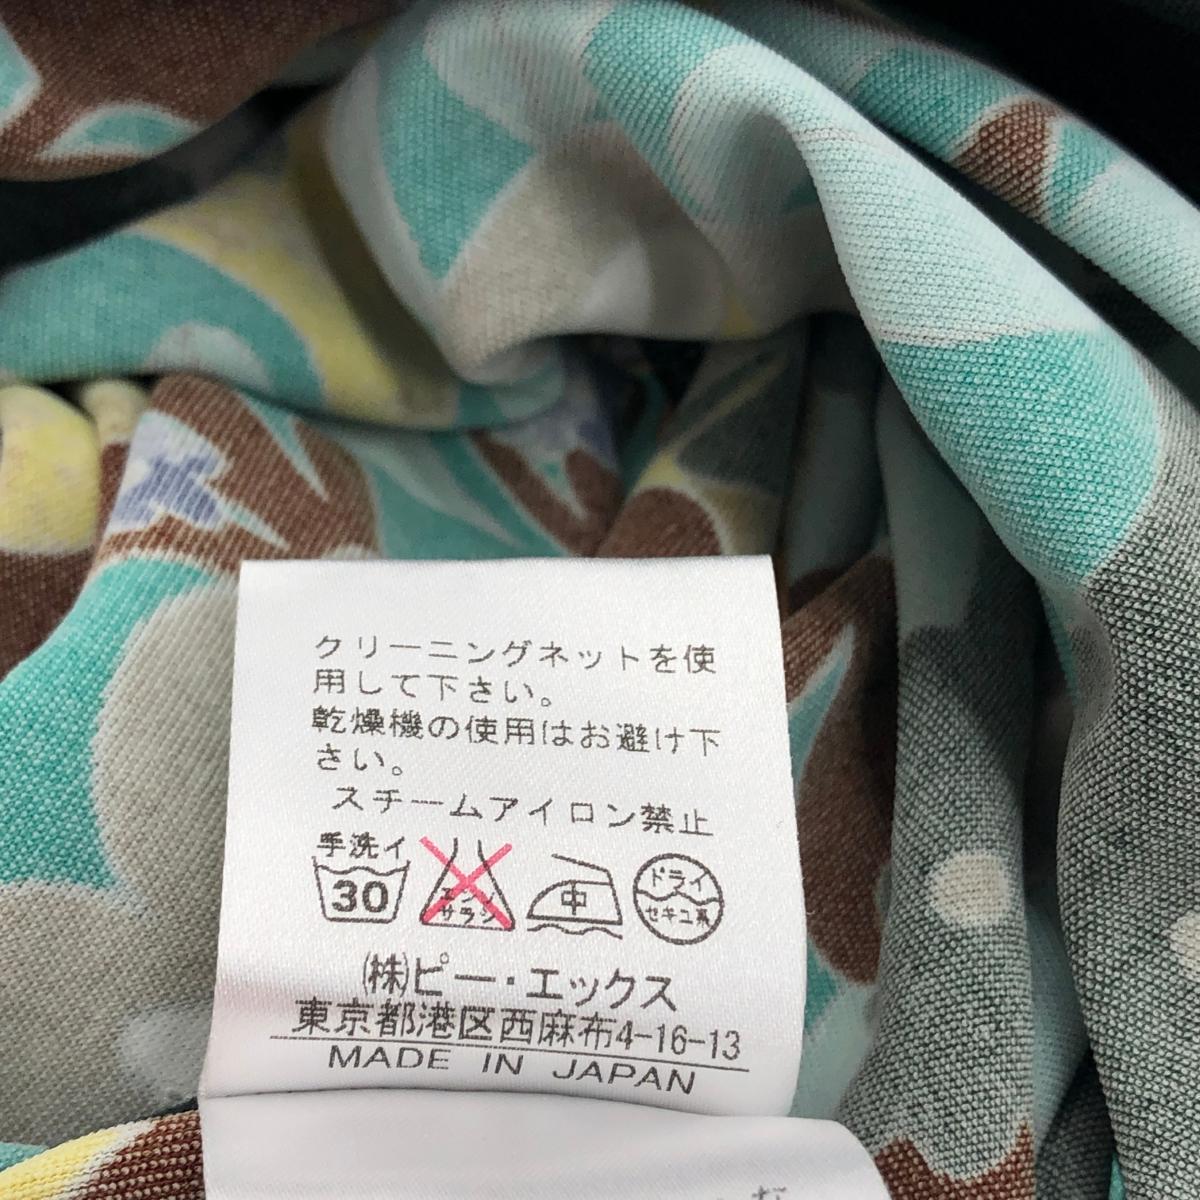 クリーニングネットを使
用して下さい。
乾燥機の使用はお避け下
さい。
スチームアイロン禁止
手洗イ
30
エンソ
サラシ
中
ドライ
セキユ系
(株)ピー・エックス
東京都港区西麻布4-16-13
MADE IN JAPAN